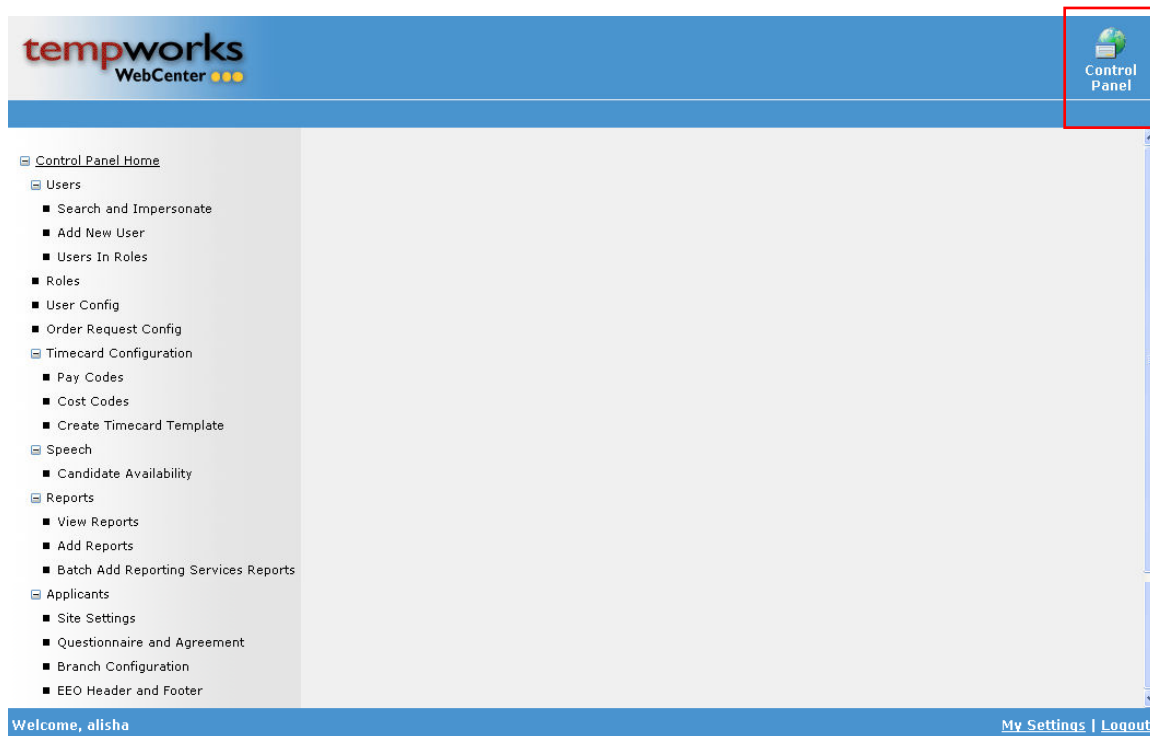 tempworks
WebCenter
Control
Panel
Control Panel Home
Users
Search and Impersonate
Add New User
Users In Roles
Roles
User Config
Order Request Config
Timecard Configuration
Pay Codes
Cost Codes
Create Timecard Template
Speech
Candidate Availability
Reports
View Reports
Add Reports
Batch Add Reporting Services Reports
Applicants
Site Settings
Questionnaire and Agreement
Branch Configuration
EEO Header and Footer
Welcome, alisha
My Settings | Logout